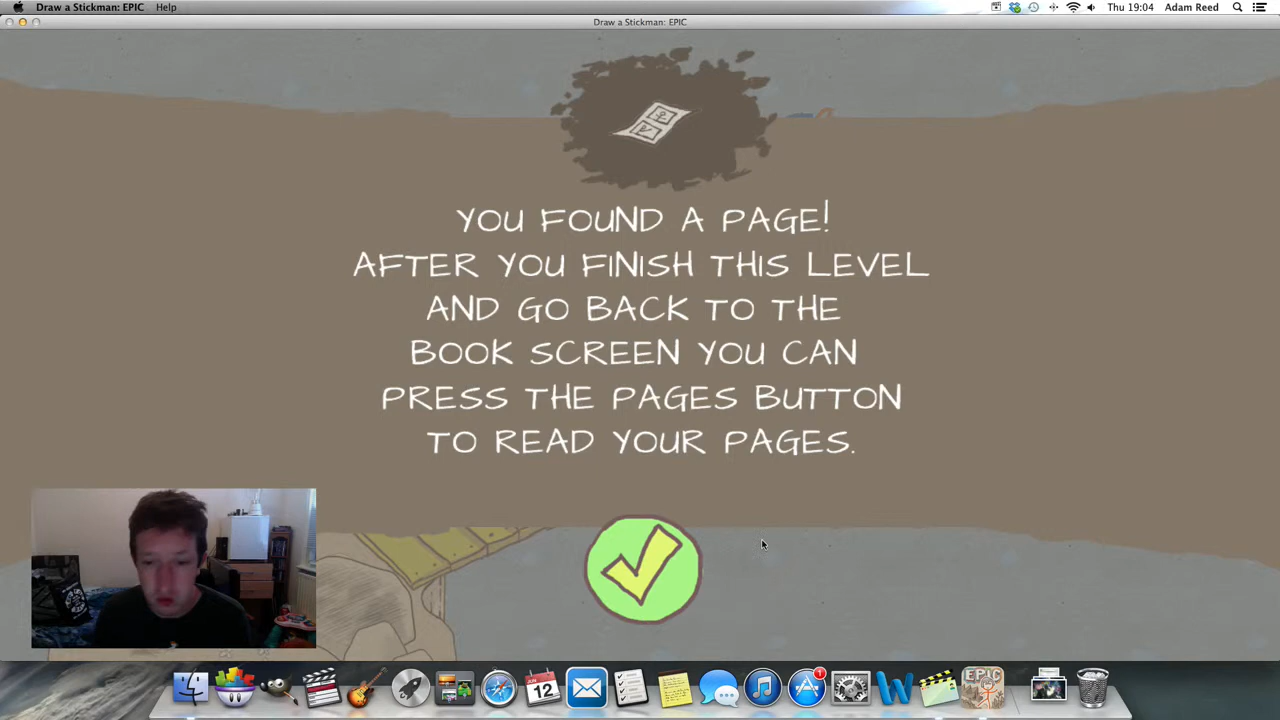 Draw a Stickman: EPIC Help Thu 19:04 Adam Reed
Draw a Stickman: EPIC
YOU FOUND A PAGE!
AFTER YOU FINISH THIS LEVEL
AND GO BACK TO THE
BOOK SCREEN YOU CAN
PRESS THE PAGES BUTTON
TO READ YOUR PAGES.
JUN
12
1
W
EPIC